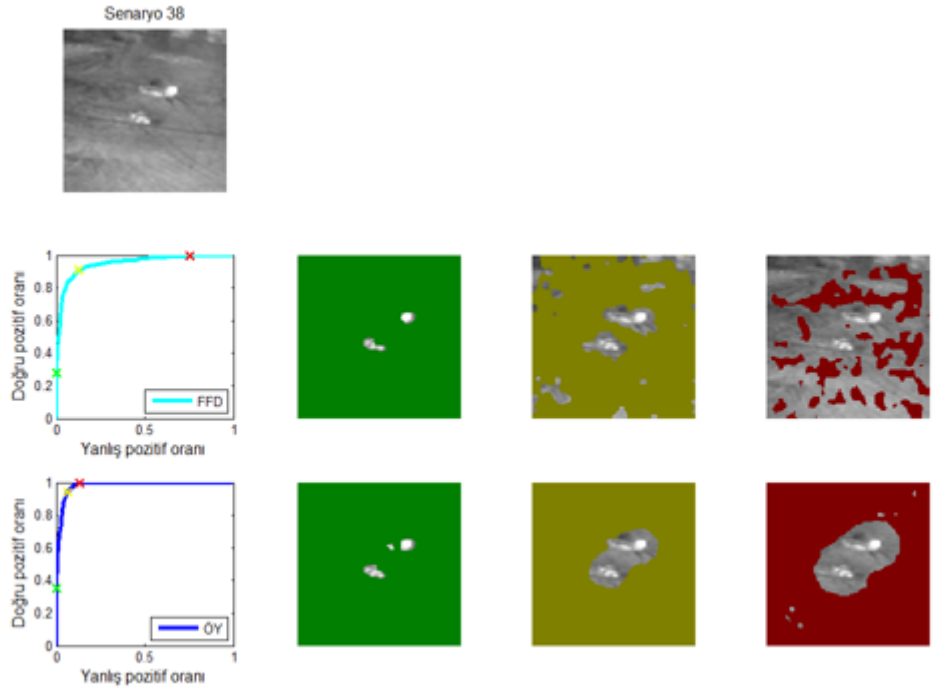 Senaryo 38
1
0.8
0.6
0.4
0.2
0
Doğru pozitif oranı
FFD
0
0.5
1
Yanlış pozitif oranı
1
0.8
0.6
0.4
0.2
0
Doğru pozitif oranı
ÖY
0
0.5
1
Yanlış pozitif oranı